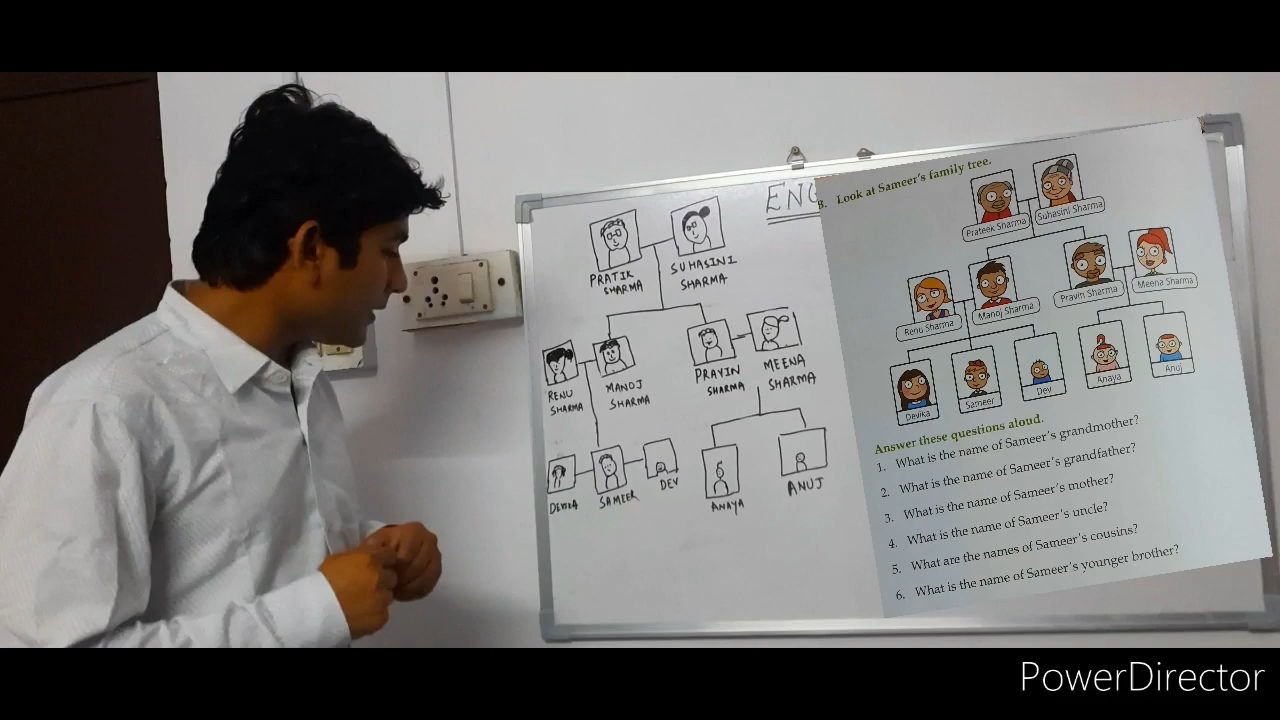 ENG
PRATIK
SHARMA
SUHASINI
SHARMA
RENU
SHARMA
MANOJ
SHARMA
PRAVIN
SHARMA
MEENA
SHARMA
SAMEER
DEV
ANAYA
ANUJ
B. Look at Sameer's family tree.
Prateek Sharma
Suhasini Sharma
Renu Sharma
Manoj Sharma
Pravin Sharma
Meena Sharma
Devika
Sameer
Dev
Anaya
Anuj
Answer these questions aloud.
1. What is the name of Sameer's grandmother?
2. What is the name of Sameer's grandfather?
3. What is the name of Sameer's mother?
4. What is the name of Sameer's uncle?
5. What are the names of Sameer's cousins?
6. What is the name of Sameer's younger brother?
PowerDirector